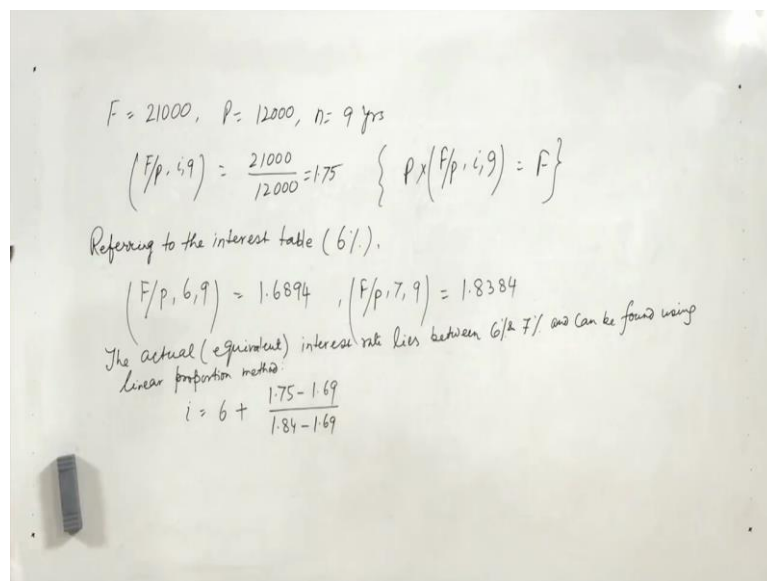 F = 21000, P = 12000, n = 9 yrs
(F/p, i,9) = 21000/12000 = 1.75 { P x (F/p, i,9) = F }
Referring to the interest table (6%),
(F/p, 6, 9) = 1.6894 , (F/p, 7, 9) = 1.8384
The actual (equivalent) interest rate lies between 6% & 7% and can be found using
linear proportion method:
i = 6 + 1.75 - 1.69/1.84 - 1.69